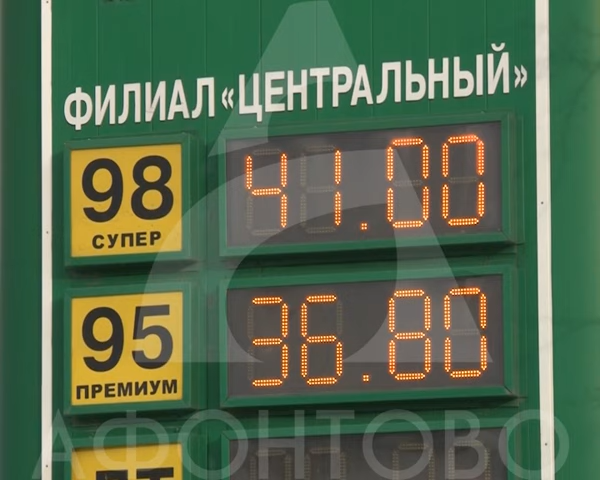 ФИЛИАЛ «ЦЕНТРАЛЬНЫЙ»
98 41.00
СУПЕР
95 36.80
ПРЕМИУМ
АФОНТОВО